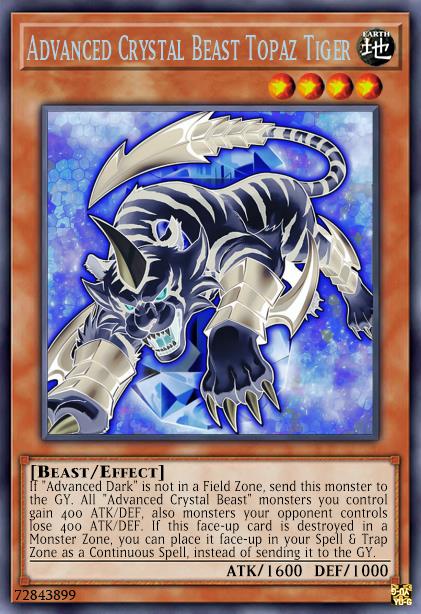 ADVANCED CRYSTAL BEAST TOPAZ TIGER
EARTH
地
[BEAST/EFFECT]
If "Advanced Dark" is not in a Field Zone, send this monster to
the GY. All "Advanced Crystal Beast" monsters you control
gain 400 ATK/DEF, also monsters your opponent controls
lose 400 ATK/DEF. If this face-up card is destroyed in a
Monster Zone, you can place it face-up in your Spell & Trap
Zone as a Continuous Spell, instead of sending it to the GY.
ATK/1600 DEF/1000
72843899